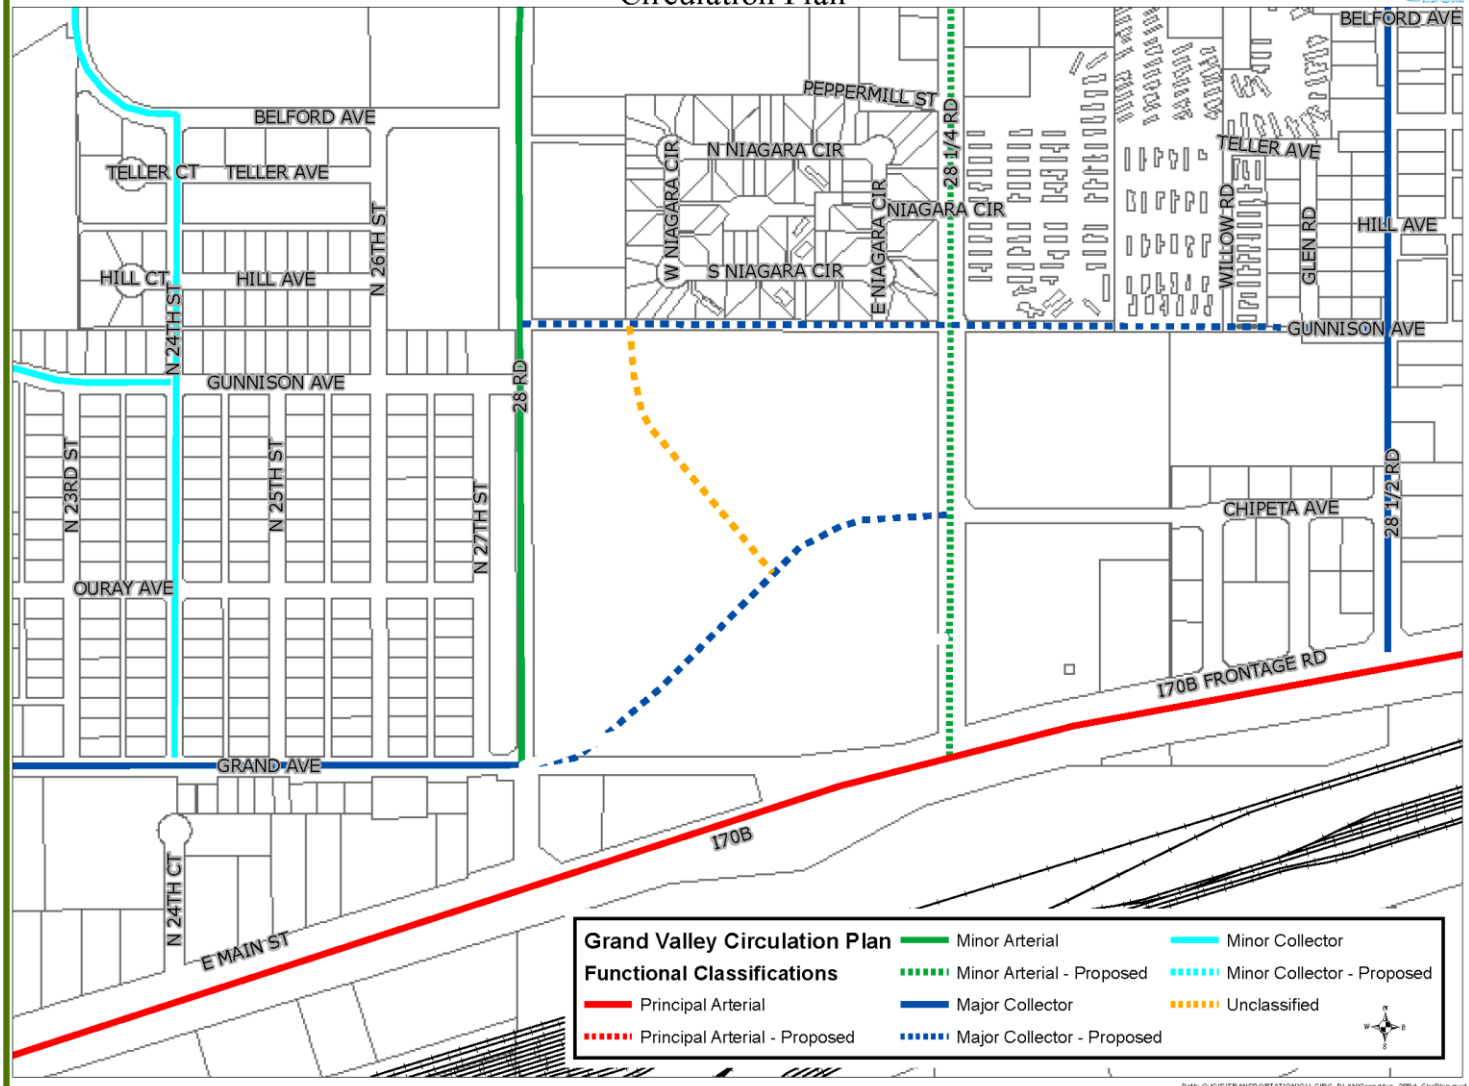 Circulation Plan
BELFORD AVE
PEPPERMILL ST
BELFORD AVE
28 1/4 RD
N NIAGARA CIR
TELLER AVE
TELLER CT
TELLER AVE
W NIAGARA CIR
E NIAGARA CIR
NIAGARA CIR
WILLOW RD
GLEN RD
HILL AVE
N 26TH ST
HILL CT
HILL AVE
S NIAGARA CIR
N 24TH ST
GUNNISON AVE
GUNNISON AVE
28 RD
N 23RD ST
N 25TH ST
N 27TH ST
28 1/2 RD
CHIPETA AVE
OURAY AVE
I70B FRONTAGE RD
GRAND AVE
I70B
N 24TH CT
E MAIN ST
Grand Valley Circulation Plan
Functional Classifications
Principal Arterial
Principal Arterial - Proposed
Minor Arterial
Minor Arterial - Proposed
Major Collector
Major Collector - Proposed
Minor Collector
Minor Collector - Proposed
Unclassified
N
W
E
S